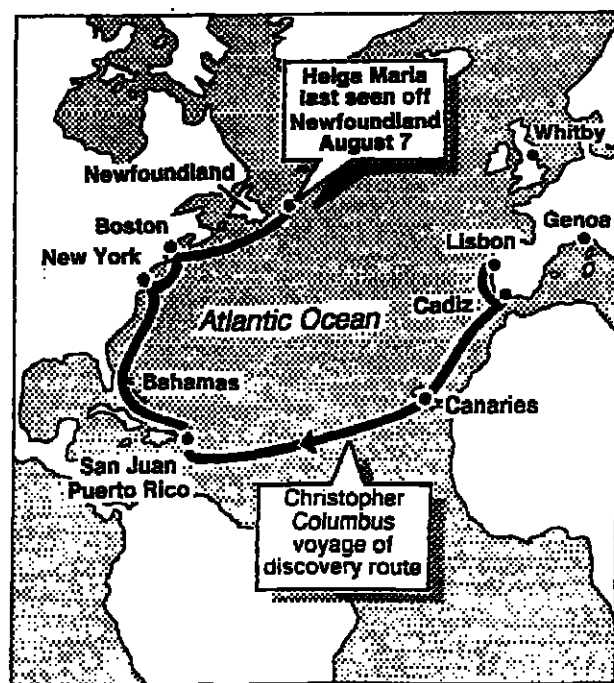 Helga Maria
last seen off
Newfoundland
August 7
Whitby
Newfoundland
Boston
Genoa
Lisbon
New York
Cadiz
Atlantic Ocean
Bahamas
Canaries
San Juan
Puerto Rico
Christopher
Columbus
voyage of
discovery route